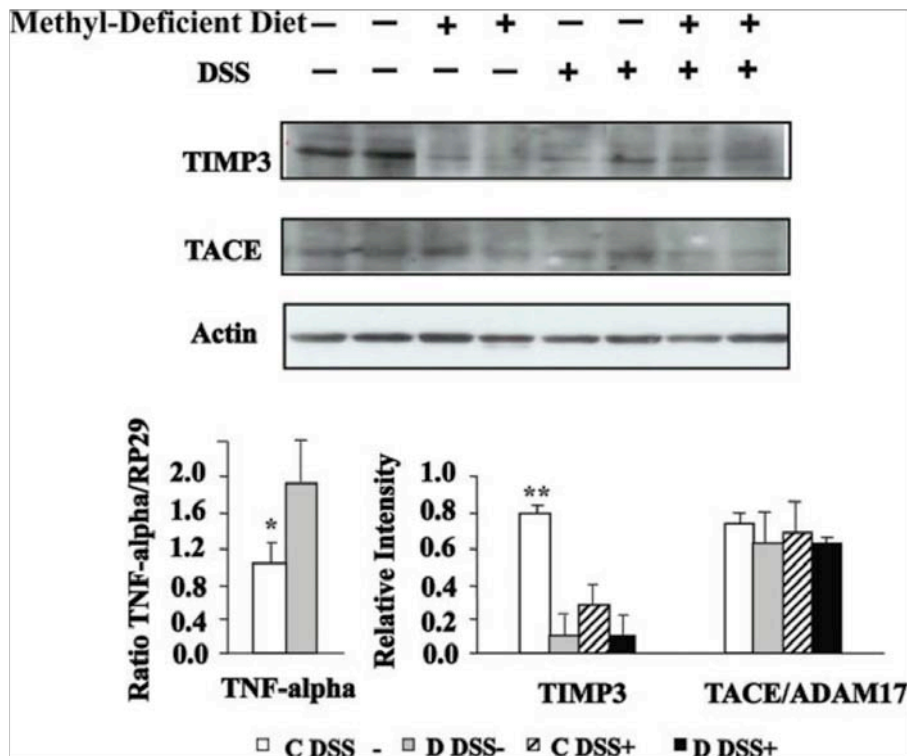 Methyl-Deficient Diet − − + + − − + +
DSS − − − − + + + +
TIMP3
TACE
Actin
Ratio TNF-alpha/RP29
2.0
1.6
1.2
0.8
0.4
0.0
*
TNF-alpha
Relative Intensity
1.0
0.8
0.6
0.2
0.4
0.2
0.0
**
TIMP3
TACE/ADAM17
C DSS - D DSS- C DSS+ D DSS+